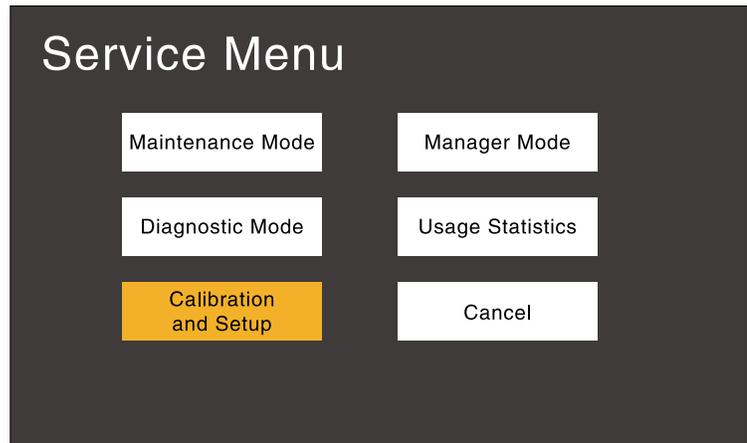 Service Menu
Maintenance Mode
Manager Mode
Diagnostic Mode
Usage Statistics
Calibration
and Setup
Cancel